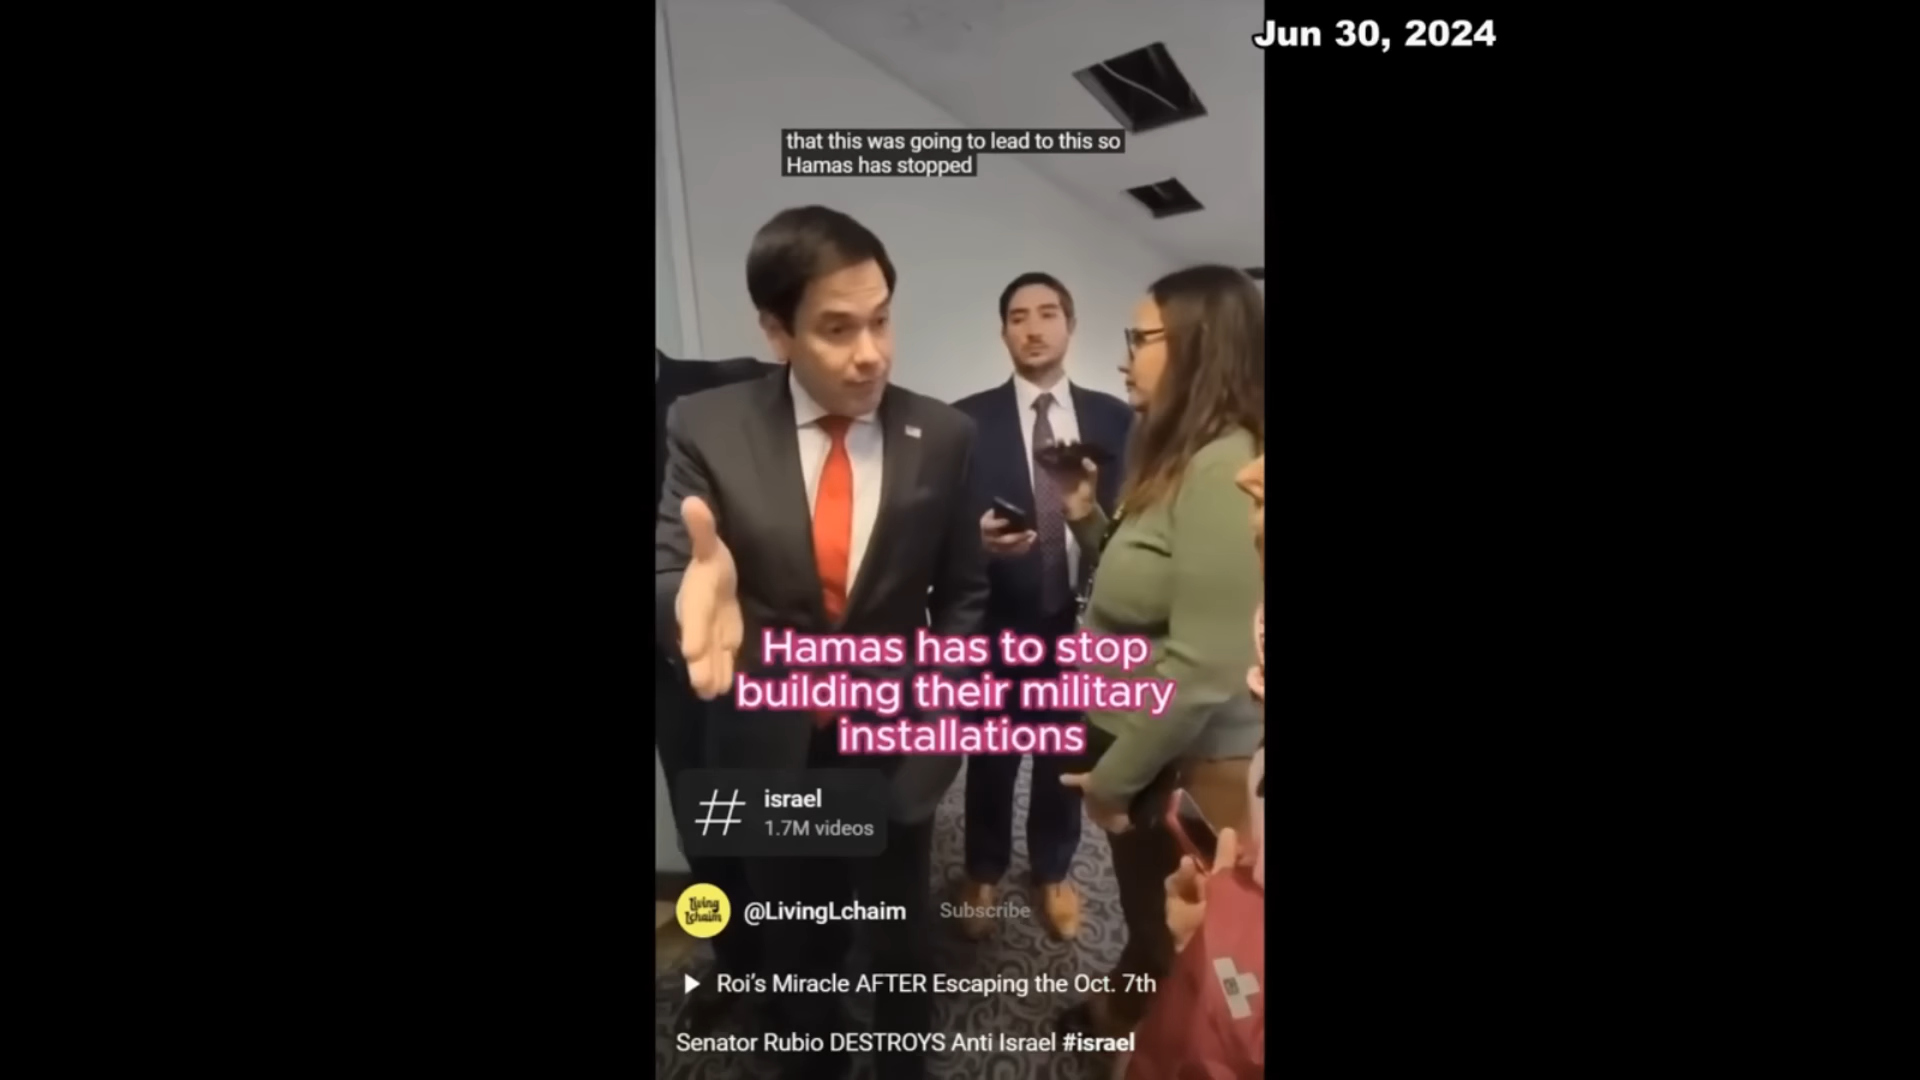 Jun 30, 2024
that this was going to lead to this so
Hamas has stopped
Hamas has to stop
building their military
installations
# israel
1.7M videos
Living
Lchaim
@LivingLchaim
Subscribe
Roi's Miracle AFTER Escaping the Oct. 7th
Senator Rubio DESTROYS Anti Israel #israel